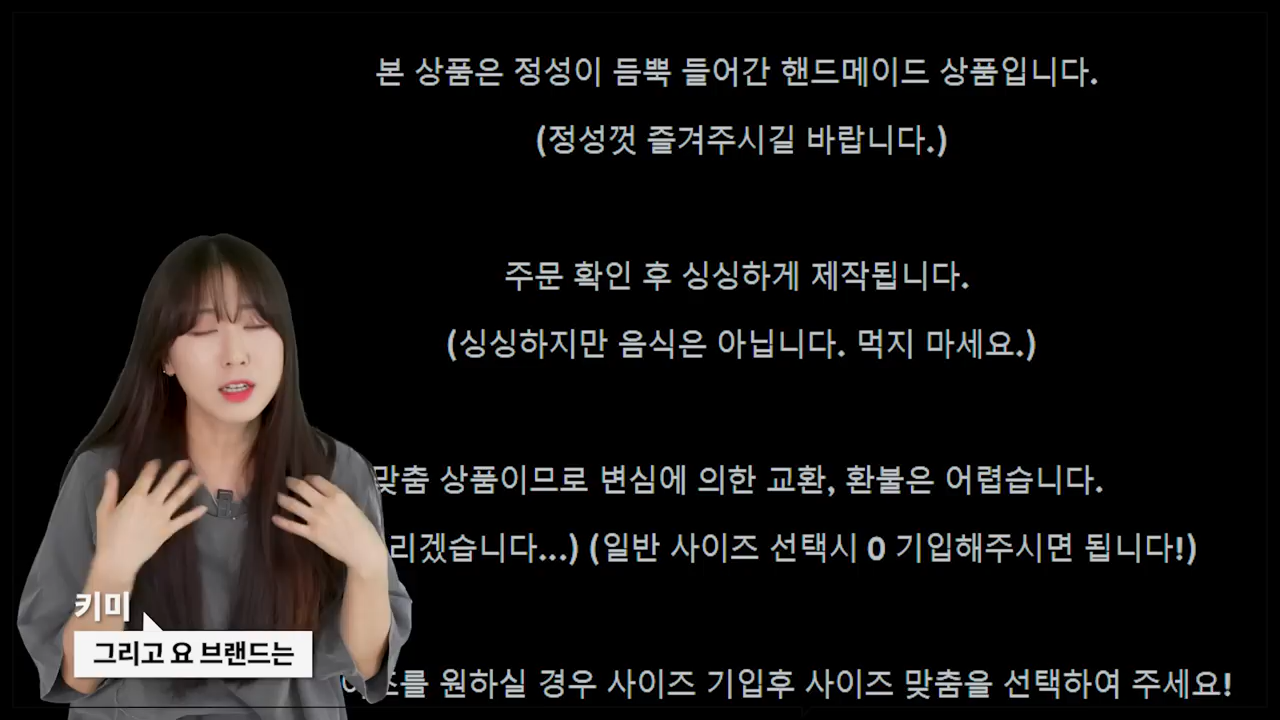 본 상품은 정성이 듬뿍 들어간 핸드메이드 상품입니다.
(정성껏 즐겨주시길 바랍니다.)
주문 확인 후 싱싱하게 제작됩니다.
(싱싱하지만 음식은 아닙니다. 먹지 마세요.)
맞춤 상품이므로 변심에 의한 교환, 환불은 어렵습니다.
리겠습니다...) (일반 사이즈 선택시 0 기입해주시면 됩니다!)
원하실 경우 사이즈 기입후 사이즈 맞춤을 선택하여 주세요!
키미
그리고 요 브랜드는